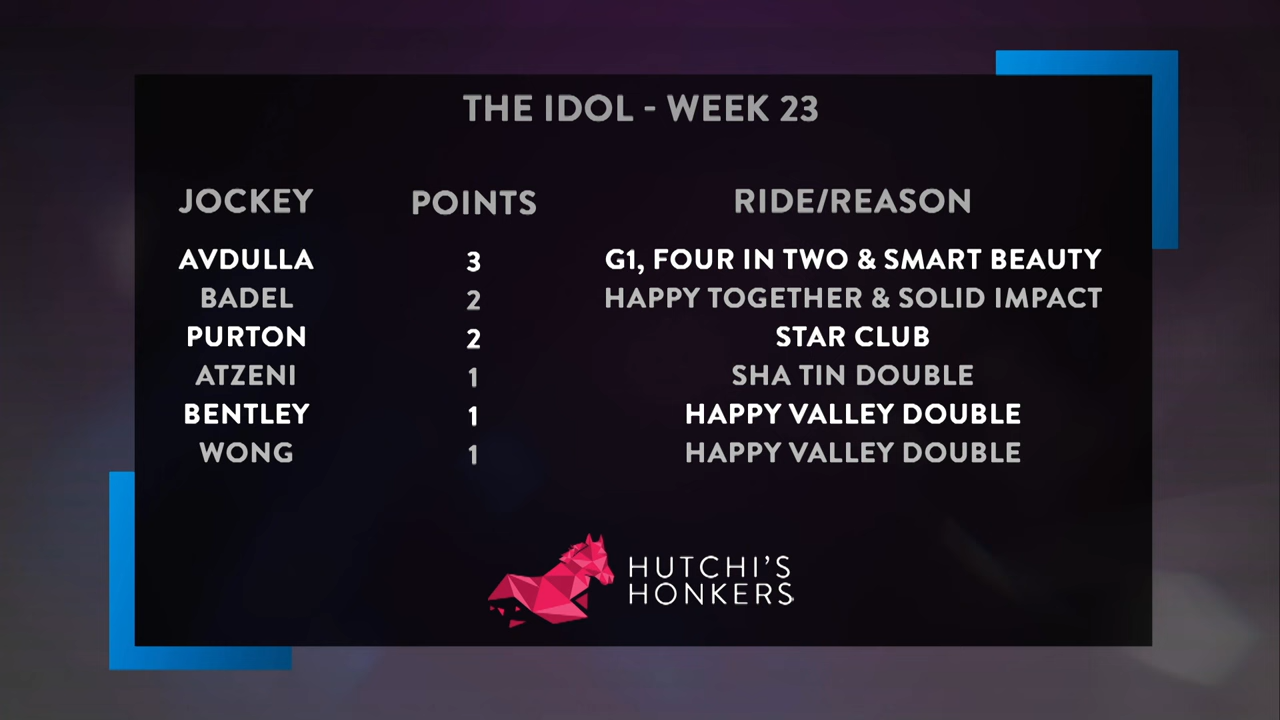 THE IDOL - WEEK 23
JOCKEY POINTS RIDE/REASON
AVDULLA 3 G1, FOUR IN TWO & SMART BEAUTY
BADEL 2 HAPPY TOGETHER & SOLID IMPACT
PURTON 2 STAR CLUB
ATZENI 1 SHA TIN DOUBLE
BENTLEY 1 HAPPY VALLEY DOUBLE
WONG 1 HAPPY VALLEY DOUBLE
HUTCHI'S
HONKERS